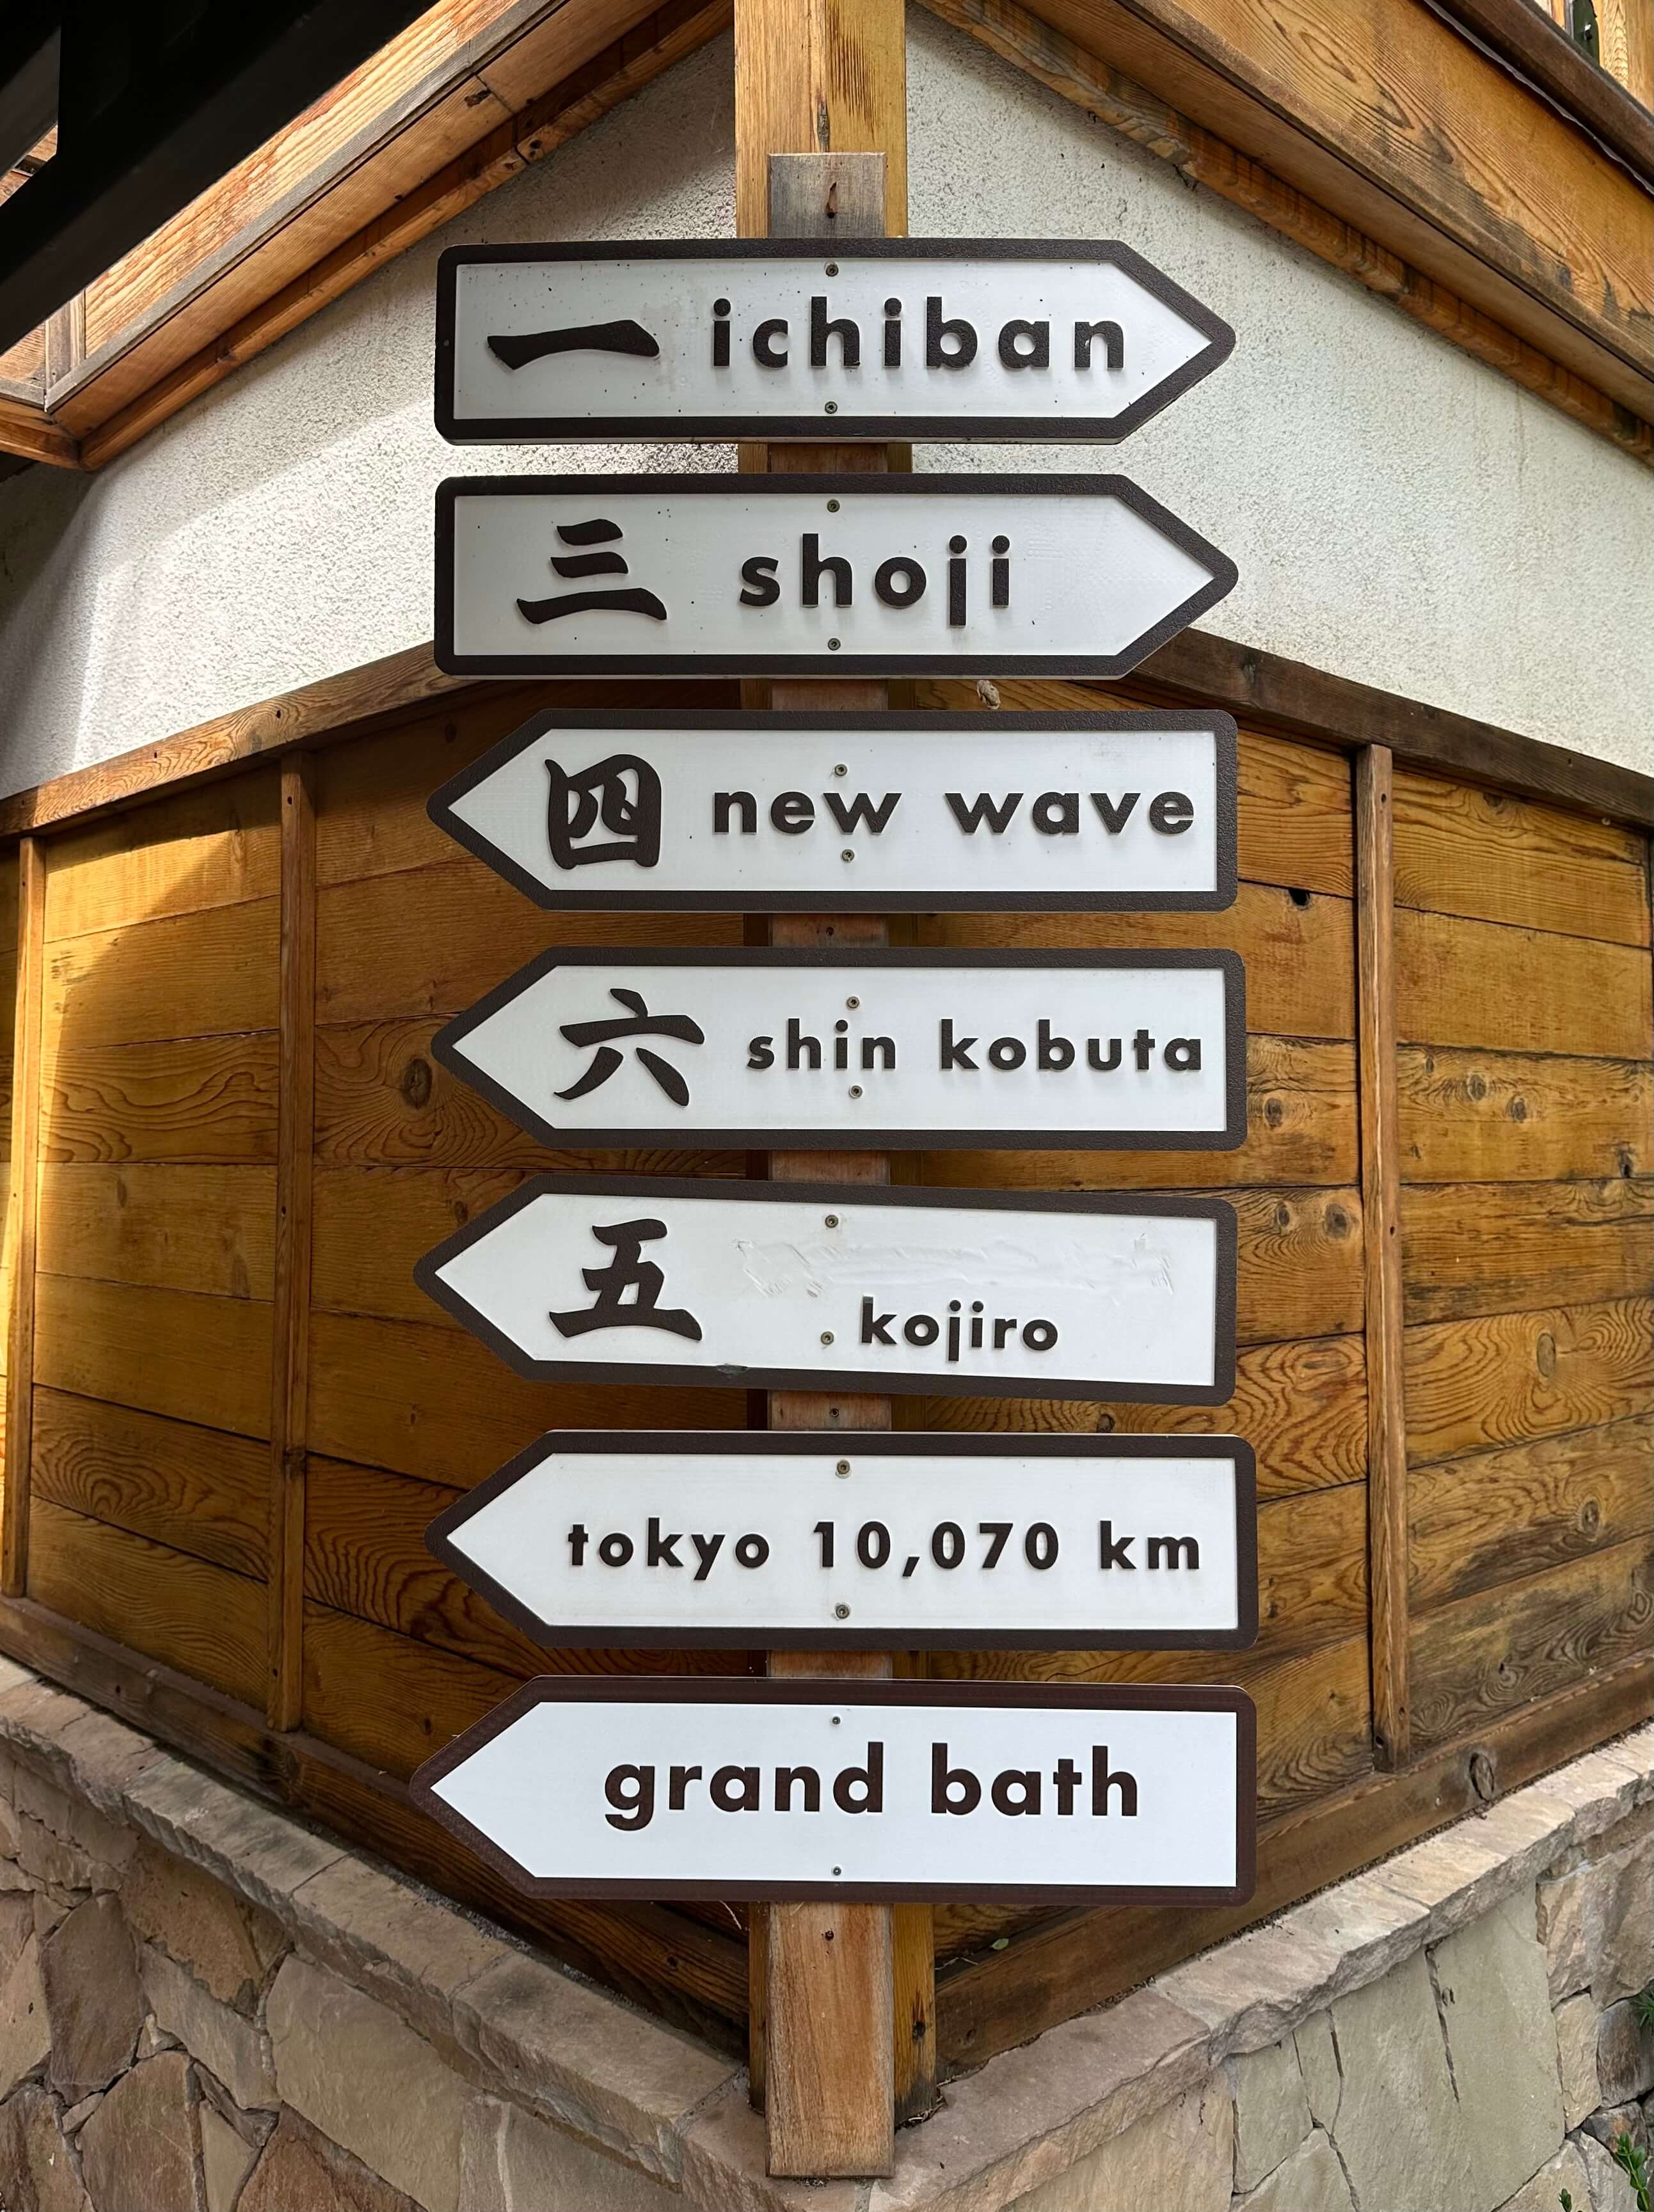 一 ichiban
三 shoji
四 new wave
六 shin kobuta
五 kojiro
tokyo 10,070 km
grand bath